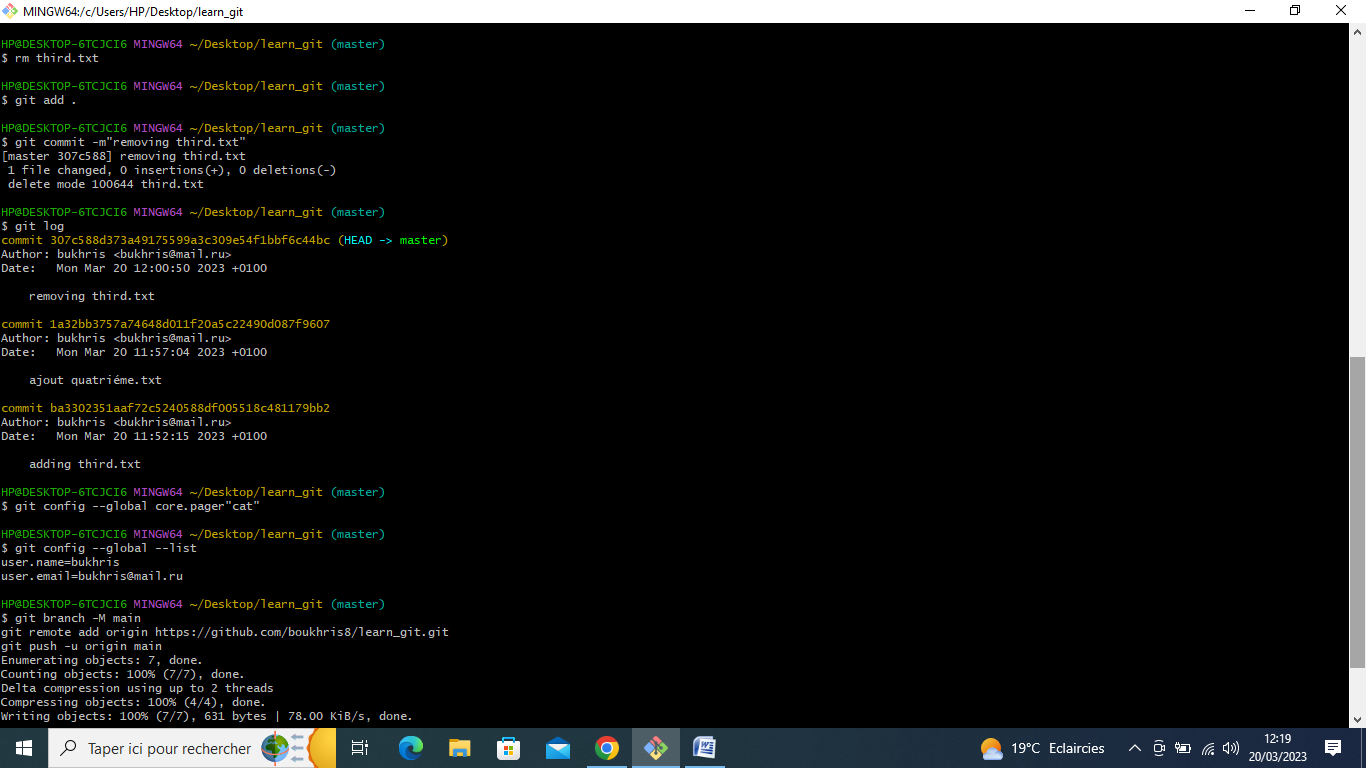 MINGW64:/c/Users/HP/Desktop/learn_git
HP@DESKTOP-6TCJCI6 MINGW64 ~/Desktop/learn_git (master)
$ rm third.txt
HP@DESKTOP-6TCJCI6 MINGW64 ~/Desktop/learn_git (master)
$ git add .
HP@DESKTOP-6TCJCI6 MINGW64 ~/Desktop/learn_git (master)
$ git commit -m"removing third.txt"
[master 307c588] removing third.txt
 1 file changed, 0 insertions(+), 0 deletions(-)
 delete mode 100644 third.txt
HP@DESKTOP-6TCJCI6 MINGW64 ~/Desktop/learn_git (master)
$ git log
commit 307c588d373a49175599a3c309e54f1bbf6c44bc (HEAD -> master)
Author: bukhris <bukhris@mail.ru>
Date:   Mon Mar 20 12:00:50 2023 +0100
    removing third.txt
commit 1a32bb3757a74648d011f20a5c22490d087f9607
Author: bukhris <bukhris@mail.ru>
Date:   Mon Mar 20 11:57:04 2023 +0100
    ajout quatriéme.txt
commit ba3302351aaf72c5240588df005518c481179bb2
Author: bukhris <bukhris@mail.ru>
Date:   Mon Mar 20 11:52:15 2023 +0100
    adding third.txt
HP@DESKTOP-6TCJCI6 MINGW64 ~/Desktop/learn_git (master)
$ git config --global core.pager"cat"
HP@DESKTOP-6TCJCI6 MINGW64 ~/Desktop/learn_git (master)
$ git config --global --list
user.name=bukhris
user.email=bukhris@mail.ru
HP@DESKTOP-6TCJCI6 MINGW64 ~/Desktop/learn_git (master)
$ git branch -M main
git remote add origin https://github.com/boukhris8/learn_git.git
git push -u origin main
Enumerating objects: 7, done.
Counting objects: 100% (7/7), done.
Delta compression using up to 2 threads
Compressing objects: 100% (4/4), done.
Writing objects: 100% (7/7), 631 bytes | 78.00 KiB/s, done.
Taper ici pour rechercher
19°C Eclaircies
12:19
20/03/2023